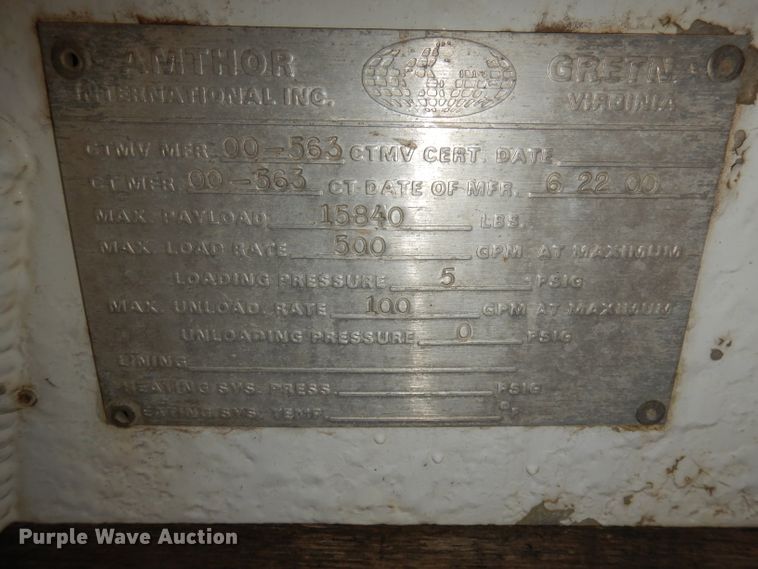 AMTHOR GRETNA
INTERNATIONAL INC. VIRGINIA
CTMV MFR. 00-563 CTMV CERT. DATE
CT MFR. 00-563 CT DATE OF MFR. 6 22 00
MAX. PAYLOAD 15840 LBS.
MAX. LOAD RATE 500 GPM AT MAXIMUM
LOADING PRESSURE 5 PSIG
MAX. UNLOAD. RATE 100 GPM AT MAXIMUM
UNLOADING PRESSURE 0 PSIG
LINING
HEATING SYS. PRESS. PSIG
HEATING SYS. TEMP. °F
Purple Wave Auction